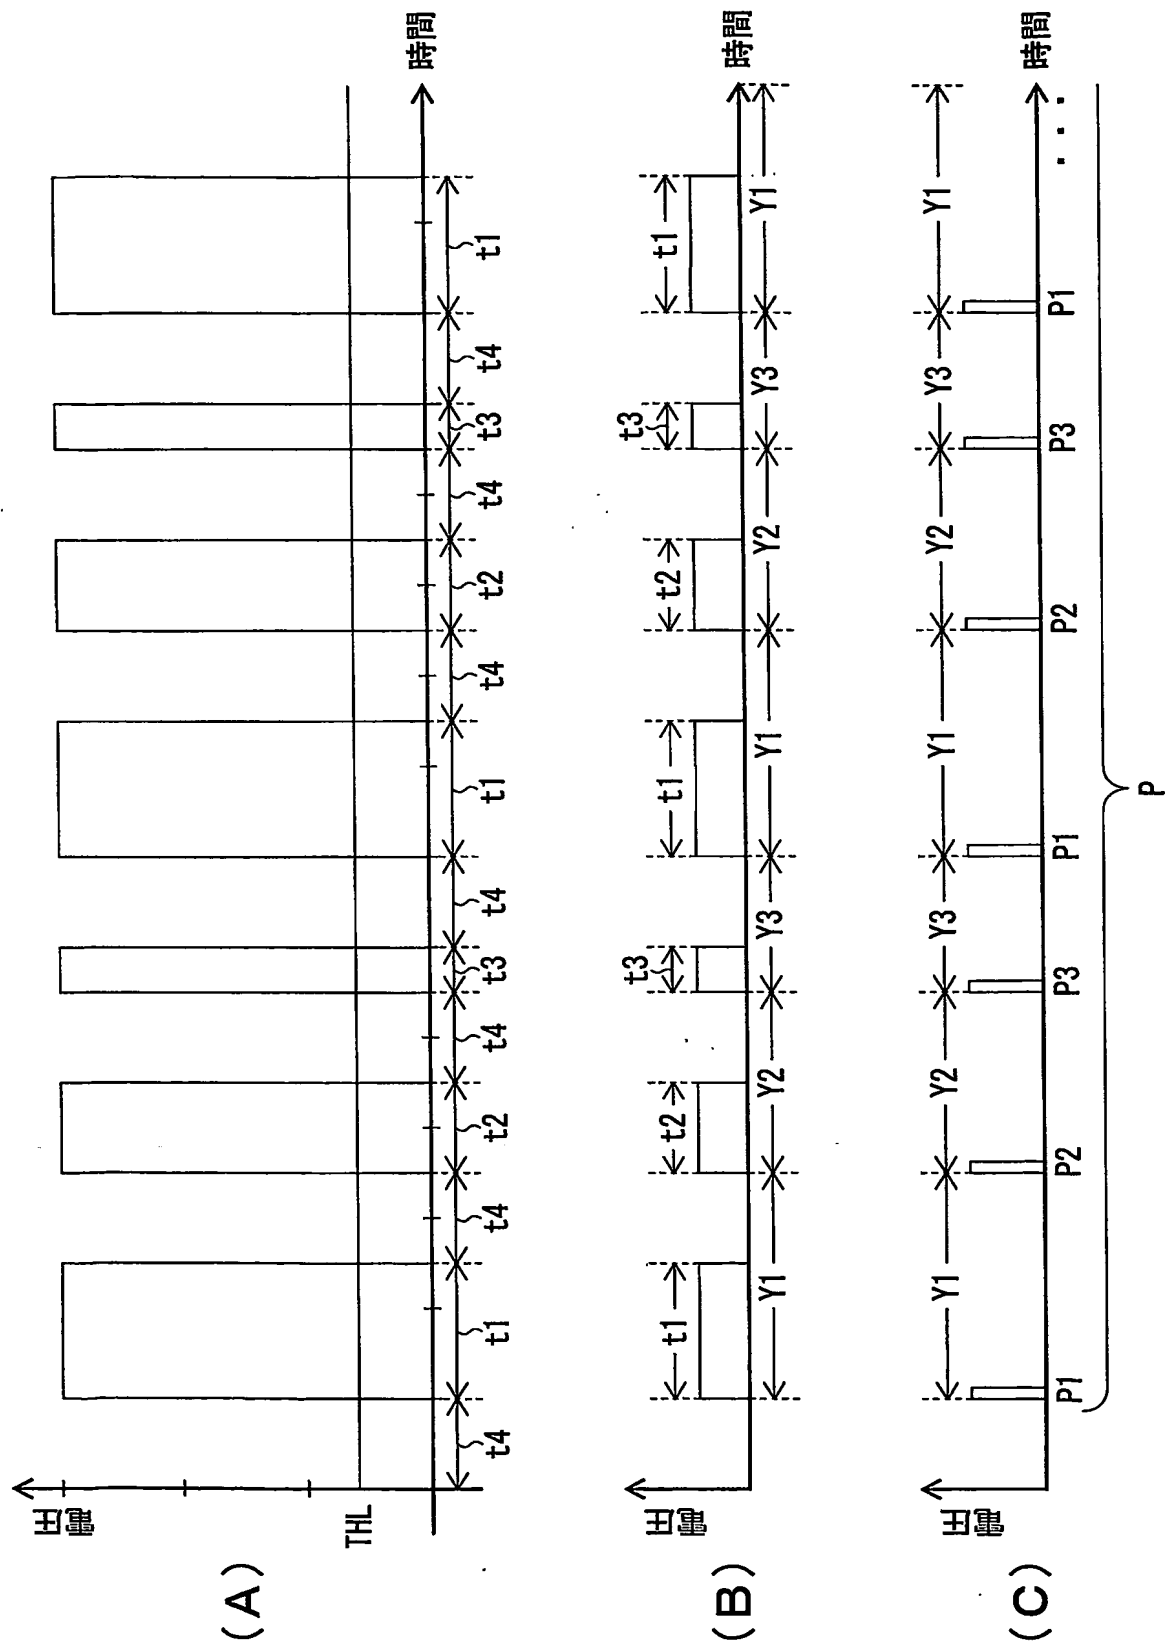 (A)
電圧
THL
時間
t4
t1
t4
t2
t4
t3
t4
t1
t4
t2
t4
t3
t4
t1
(B)
電圧
時間
t1
t2
t3
t1
t2
t3
t1
Y1
Y2
Y3
Y1
Y2
Y3
Y1
(C)
電圧
時間
Y1
Y2
Y3
Y1
Y2
Y3
Y1
P1
P2
P3
P1
P2
P3
P1
...
P